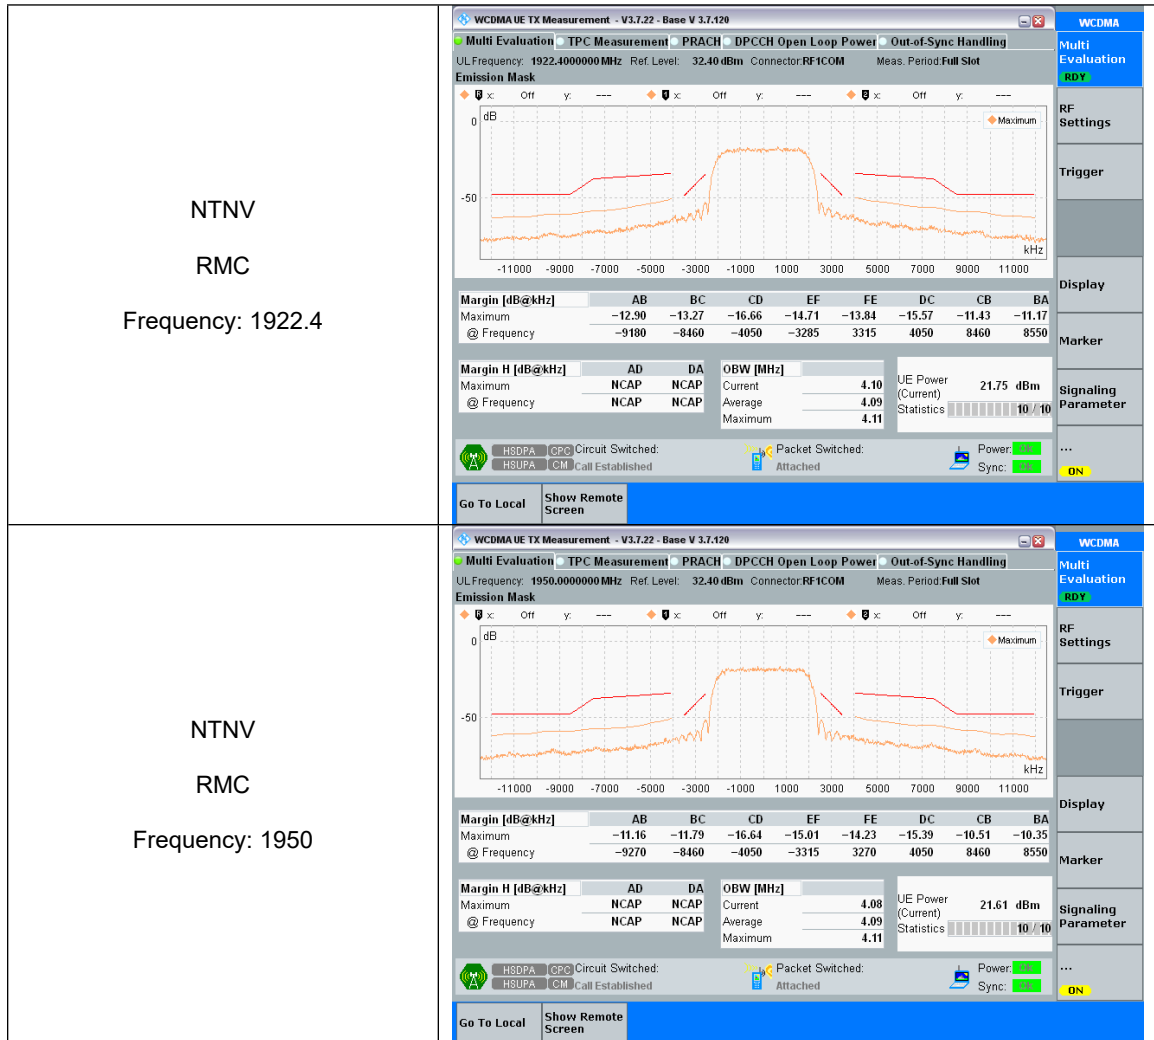 NTNV
RMC
Frequency: 1922.4
WCDMA UE TX Measurement - V3.7.22 - Base V 3.7.120
WCDMA
Multi Evaluation TPC Measurement PRACH DPCCH Open Loop Power Out-of-Sync Handling
Multi Evaluation
RDY
UL Frequency: 1922.4000000 MHz Ref. Level: 32.40 dBm Connector:RF1COM Meas. Period:Full Slot
Emission Mask
R x: Off y: --- 1 x: Off y: --- 2 x: Off y: ---
RF Settings
dB
Maximum
0
Trigger
-50
kHz
-11000 -9000 -7000 -5000 -3000 -1000 1000 3000 5000 7000 9000 11000
Display
Margin [dB@kHz] AB BC CD EF FE DC CB BA
Maximum -12.90 -13.27 -16.66 -14.71 -13.84 -15.57 -11.43 -11.17
@ Frequency -9180 -8460 -4050 -3285 3315 4050 8460 8550
Marker
Margin H [dB@kHz] AD DA OBW [MHz]
Maximum NCAP NCAP Current 4.10
@ Frequency NCAP NCAP Average 4.09
Maximum 4.11
UE Power (Current) 21.75 dBm
Statistics 10 / 10
Signaling Parameter
HSDPA CPC Circuit Switched: Packet Switched: Power: OK
HSUPA CM Call Established Attached Sync: OK
...
ON
Go To Local Show Remote Screen
NTNV
RMC
Frequency: 1950
WCDMA UE TX Measurement - V3.7.22 - Base V 3.7.120
WCDMA
Multi Evaluation TPC Measurement PRACH DPCCH Open Loop Power Out-of-Sync Handling
Multi Evaluation
RDY
UL Frequency: 1950.0000000 MHz Ref. Level: 32.40 dBm Connector:RF1COM Meas. Period:Full Slot
Emission Mask
R x: Off y: --- 1 x: Off y: --- 2 x: Off y: ---
RF Settings
dB
Maximum
0
Trigger
-50
kHz
-11000 -9000 -7000 -5000 -3000 -1000 1000 3000 5000 7000 9000 11000
Display
Margin [dB@kHz] AB BC CD EF FE DC CB BA
Maximum -11.16 -11.79 -16.64 -15.01 -14.23 -15.39 -10.51 -10.35
@ Frequency -9270 -8460 -4050 -3315 3270 4050 8460 8550
Marker
Margin H [dB@kHz] AD DA OBW [MHz]
Maximum NCAP NCAP Current 4.08
@ Frequency NCAP NCAP Average 4.09
Maximum 4.11
UE Power (Current) 21.61 dBm
Statistics 10 / 10
Signaling Parameter
HSDPA CPC Circuit Switched: Packet Switched: Power: OK
HSUPA CM Call Established Attached Sync: OK
...
ON
Go To Local Show Remote Screen